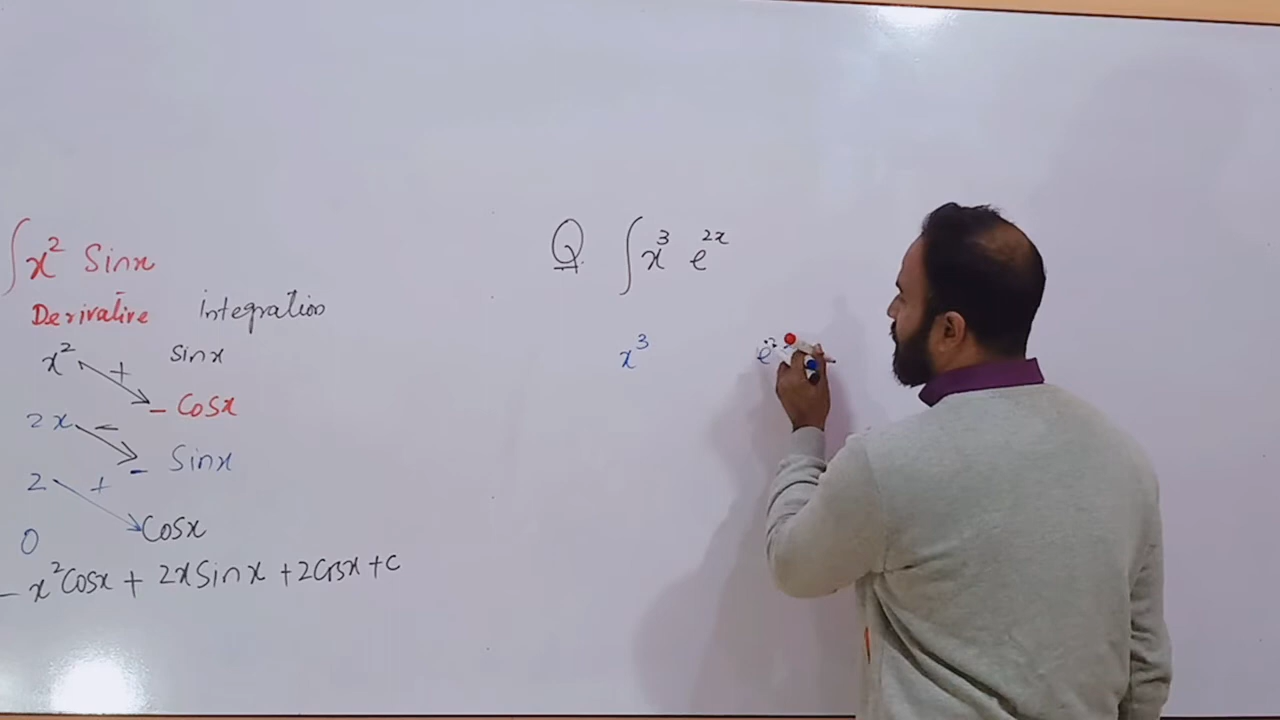 ∫x² Sinx
Derivative Integration
x² + Sinx
- Cosx
2x -
- Sinx
2 +
Cosx
0
- x²Cosx + 2xSinx + 2Cosx + c
Q ∫x³ e²ˣ
x³